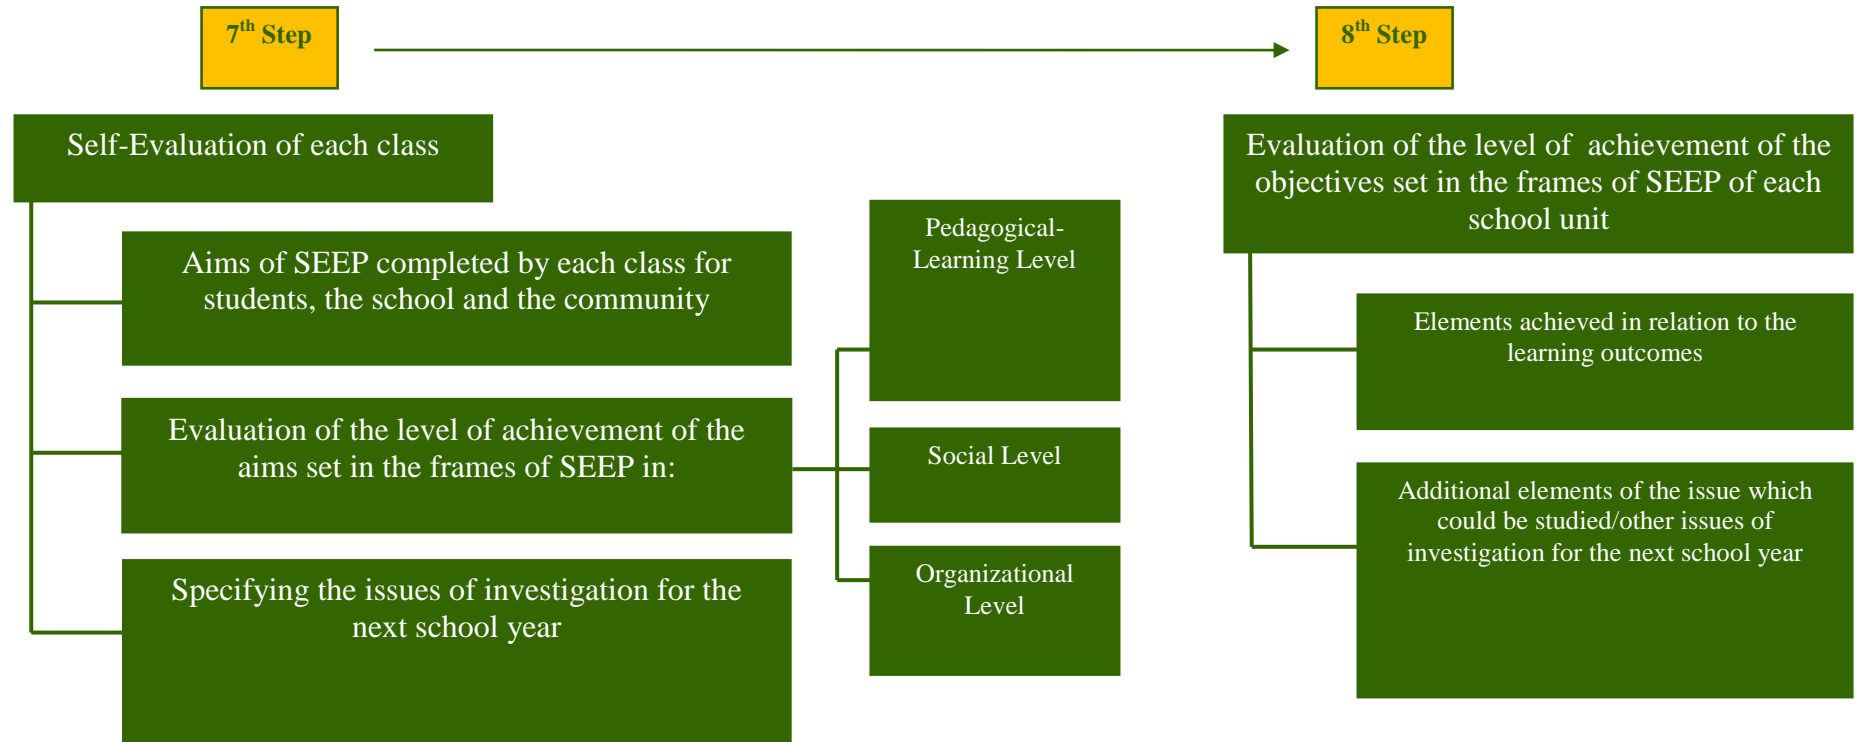 7th Step
8th Step
Self-Evaluation of each class
Aims of SEEP completed by each class for
students, the school and the community
Evaluation of the level of achievement of the
aims set in the frames of SEEP in:
Specifying the issues of investigation for the
next school year
Pedagogical-
Learning Level
Social Level
Organizational
Level
Evaluation of the level of  achievement of the
objectives set in the frames of SEEP of each
school unit
Elements achieved in relation to the
learning outcomes
Additional elements of the issue which
could be studied/other issues of
investigation for the next school year